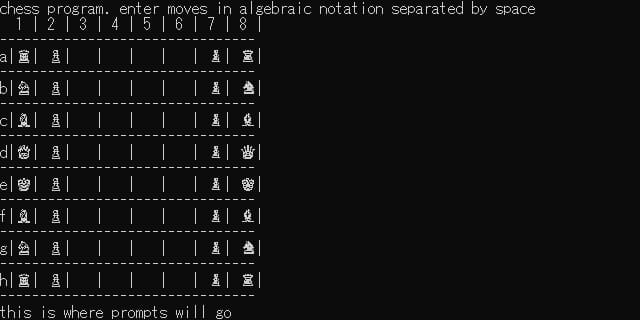 chess program. enter moves in algebraic notation separated by space
 1 | 2 | 3 | 4 | 5 | 6 | 7 | 8 |
--------------------------------
a|♖| ♙|   |   |   |   | ♟| ♜|
--------------------------------
b|♘| ♙|   |   |   |   | ♟| ♞|
--------------------------------
c|♗| ♙|   |   |   |   | ♟| ♝|
--------------------------------
d|♕| ♙|   |   |   |   | ♟| ♛|
--------------------------------
e|♔| ♙|   |   |   |   | ♟| ♚|
--------------------------------
f|♗| ♙|   |   |   |   | ♟| ♝|
--------------------------------
g|♘| ♙|   |   |   |   | ♟| ♞|
--------------------------------
h|♖| ♙|   |   |   |   | ♟| ♜|
--------------------------------
this is where prompts will go